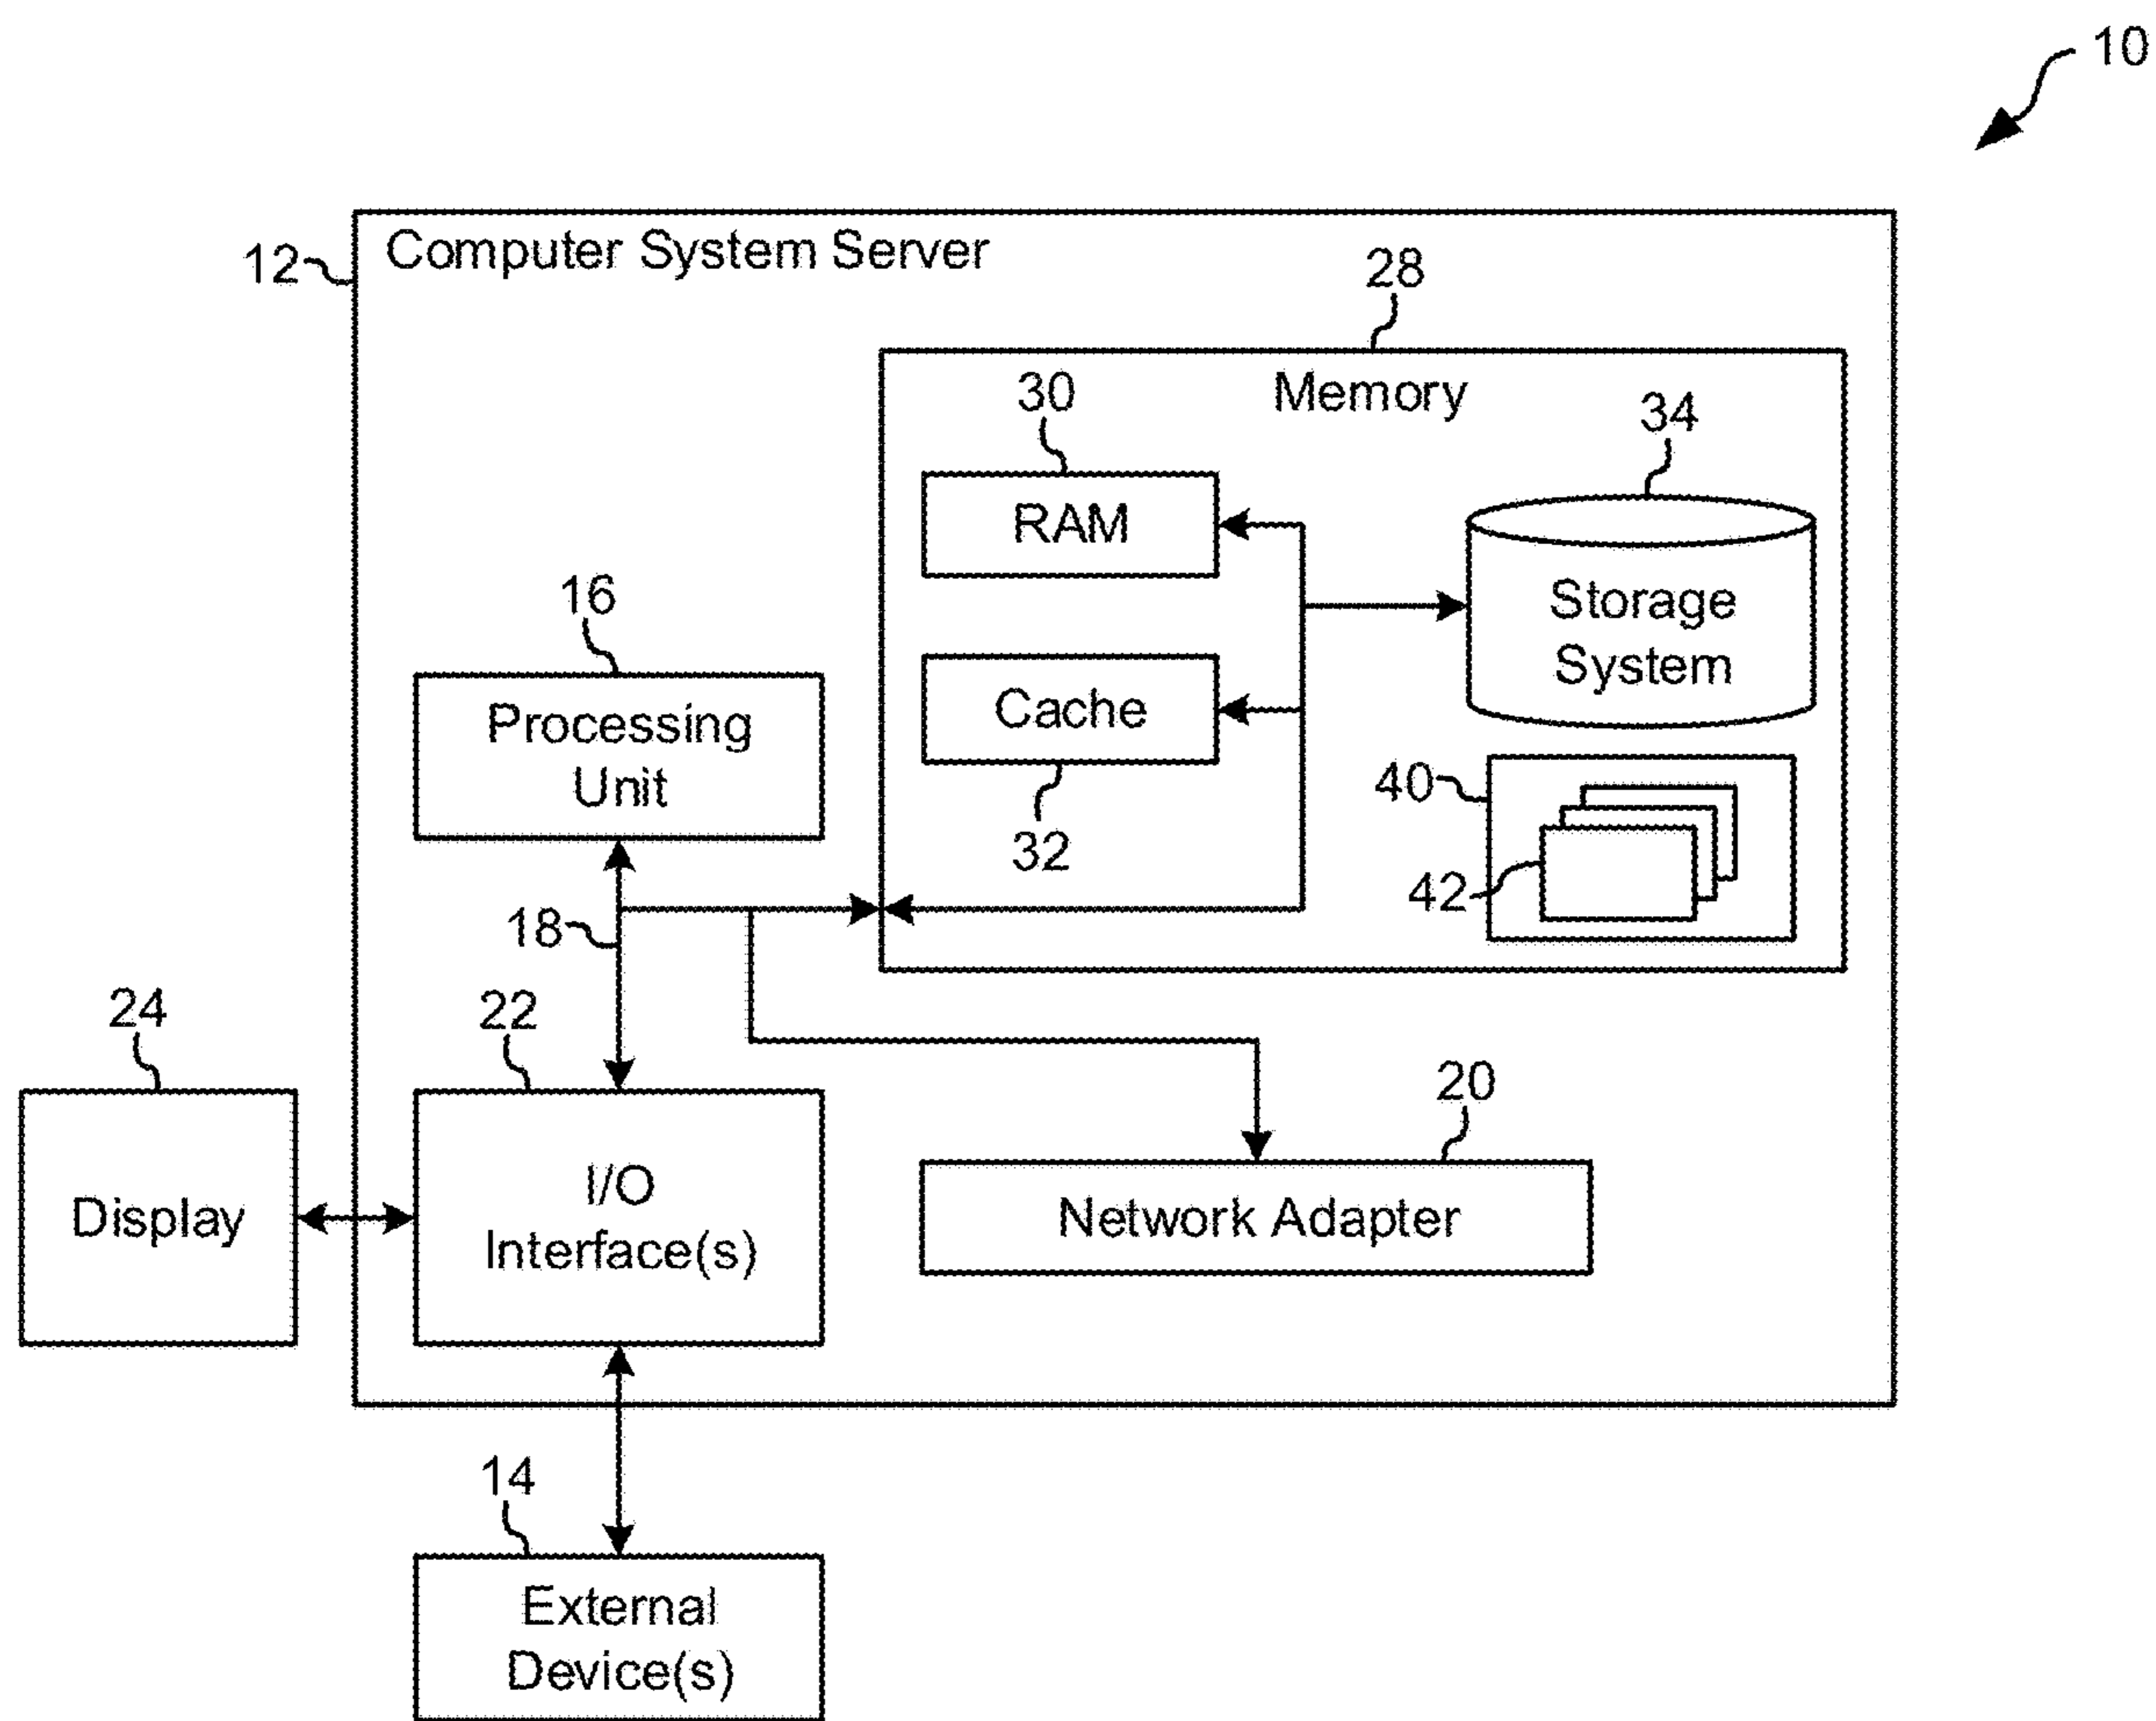 10
12
Computer System Server
28
Memory
30
RAM
34
Storage
System
16
Processing
Unit
Cache
32
40
42
18
24
Display
22
I/O
Interface(s)
20
Network Adapter
14
External
Device(s)